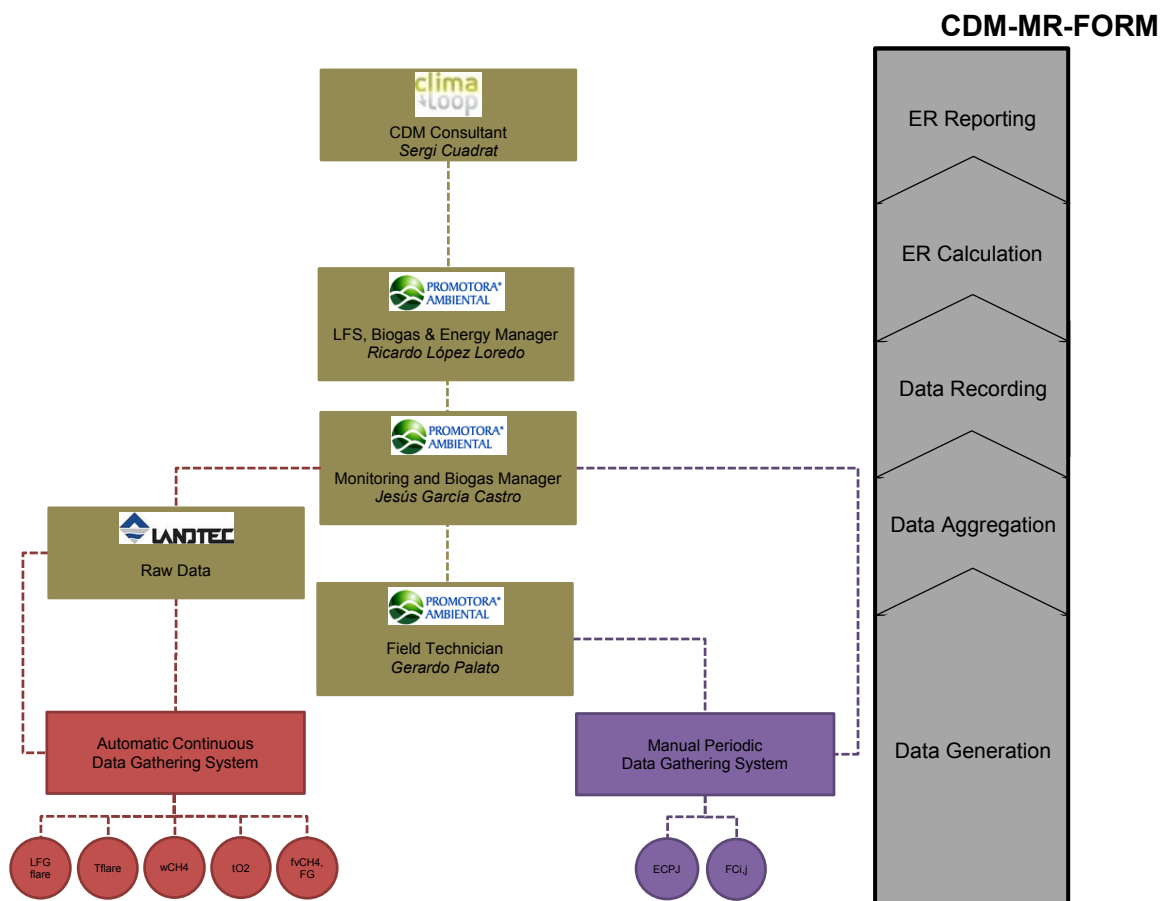 CDM-MR-FORM
clima
loop
CDM Consultant
Sergi Cuadrat
PROMOTORA*
AMBIENTAL
LFS, Biogas & Energy Manager
Ricardo López Loredo
PROMOTORA*
AMBIENTAL
Monitoring and Biogas Manager
Jesús García Castro
LANDTEC
Raw Data
PROMOTORA*
AMBIENTAL
Field Technician
Gerardo Palato
Automatic Continuous
Data Gathering System
Manual Periodic
Data Gathering System
LFG
flare
Tflare
wCH4
tO2
fvCH4,
FG
ECPJ
FCi,j
ER Reporting
ER Calculation
Data Recording
Data Aggregation
Data Generation